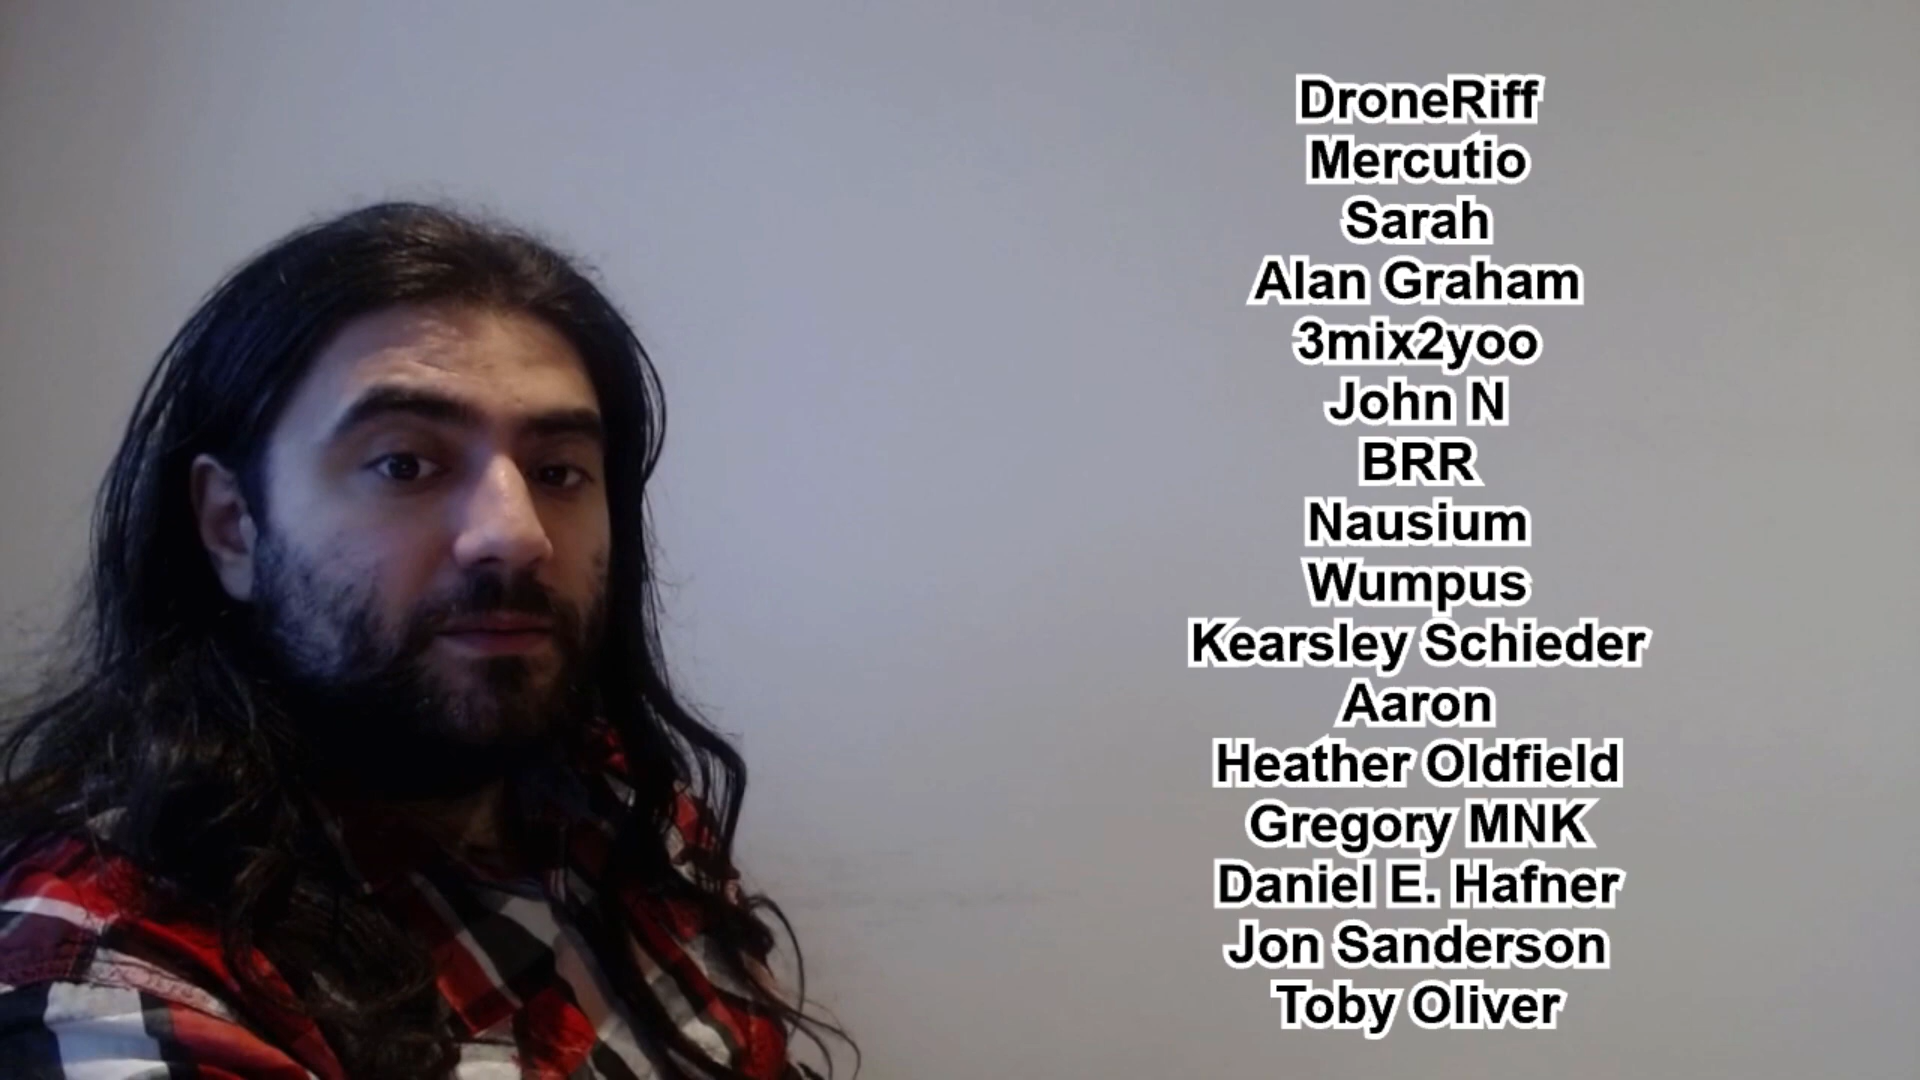 DroneRiff
Mercutio
Sarah
Alan Graham
3mix2yoo
John N
BRR
Nausium
Wumpus
Kearsley Schieder
Aaron
Heather Oldfield
Gregory MNK
Daniel E. Hafner
Jon Sanderson
Toby Oliver